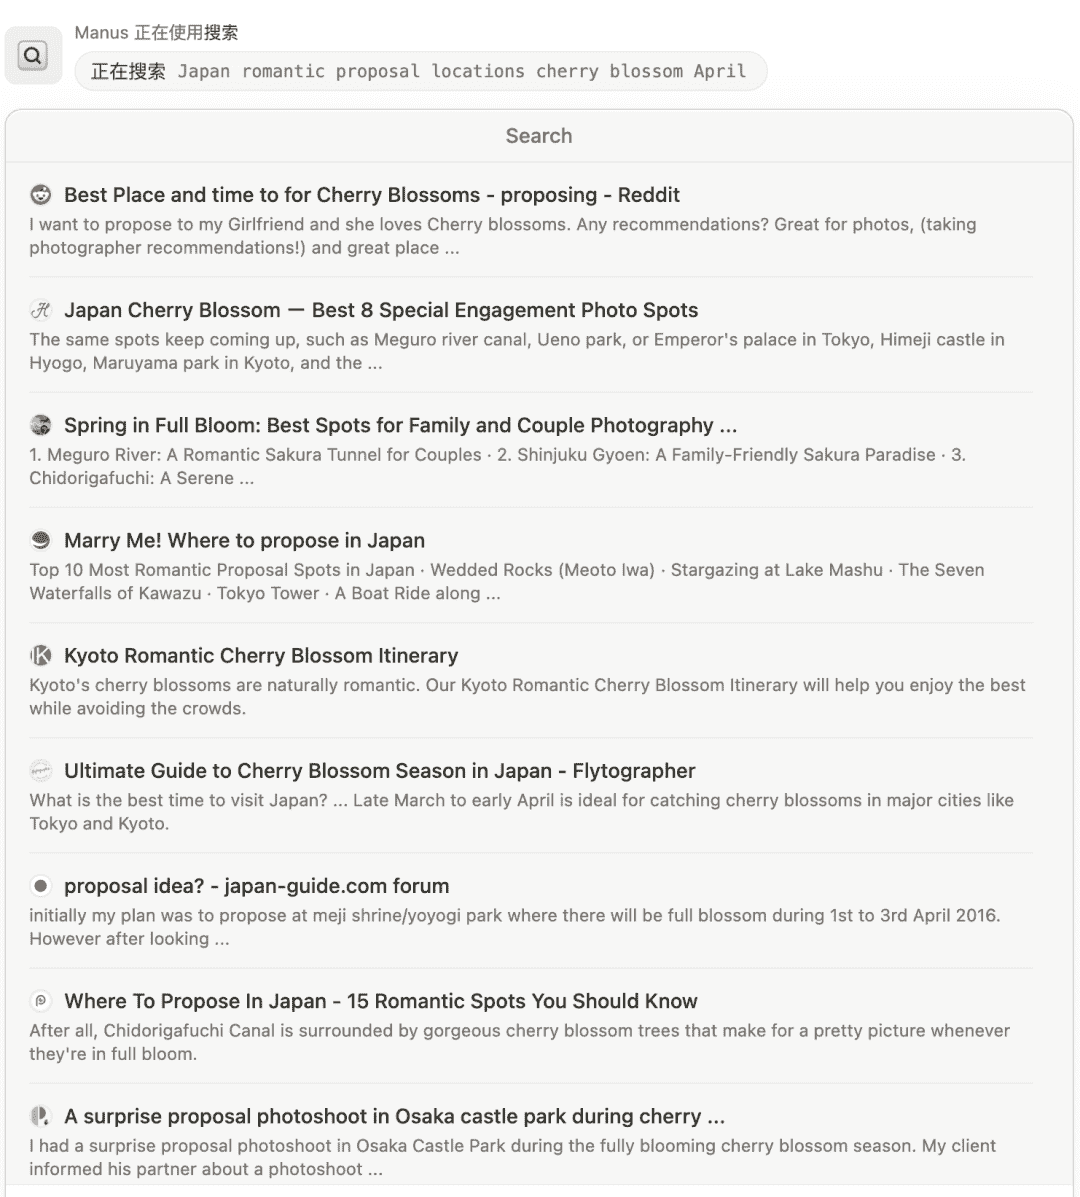 Manus 正在使用搜索
正在搜索 Japan romantic proposal locations cherry blossom April
Search
Best Place and time to for Cherry Blossoms - proposing - Reddit
I want to propose to my Girlfriend and she loves Cherry blossoms. Any recommendations? Great for photos, (taking
photographer recommendations!) and great place ...
Japan Cherry Blossom — Best 8 Special Engagement Photo Spots
The same spots keep coming up, such as Meguro river canal, Ueno park, or Emperor's palace in Tokyo, Himeji castle in
Hyogo, Maruyama park in Kyoto, and the ...
Spring in Full Bloom: Best Spots for Family and Couple Photography ...
1. Meguro River: A Romantic Sakura Tunnel for Couples · 2. Shinjuku Gyoen: A Family-Friendly Sakura Paradise · 3.
Chidorigafuchi: A Serene ...
Marry Me! Where to propose in Japan
Top 10 Most Romantic Proposal Spots in Japan · Wedded Rocks (Meoto Iwa) · Stargazing at Lake Mashu · The Seven
Waterfalls of Kawazu · Tokyo Tower · A Boat Ride along ...
Kyoto Romantic Cherry Blossom Itinerary
Kyoto's cherry blossoms are naturally romantic. Our Kyoto Romantic Cherry Blossom Itinerary will help you enjoy the best
while avoiding the crowds.
Ultimate Guide to Cherry Blossom Season in Japan - Flytographer
What is the best time to visit Japan? ... Late March to early April is ideal for catching cherry blossoms in major cities like
Tokyo and Kyoto.
proposal idea? - japan-guide.com forum
initially my plan was to propose at meji shrine/yoyogi park where there will be full blossom during 1st to 3rd April 2016.
However after looking ...
Where To Propose In Japan - 15 Romantic Spots You Should Know
After all, Chidorigafuchi Canal is surrounded by gorgeous cherry blossom trees that make for a pretty picture whenever
they're in full bloom.
A surprise proposal photoshoot in Osaka castle park during cherry ...
I had a surprise proposal photoshoot in Osaka Castle Park during the fully blooming cherry blossom season. My client
informed his partner about a photoshoot ...